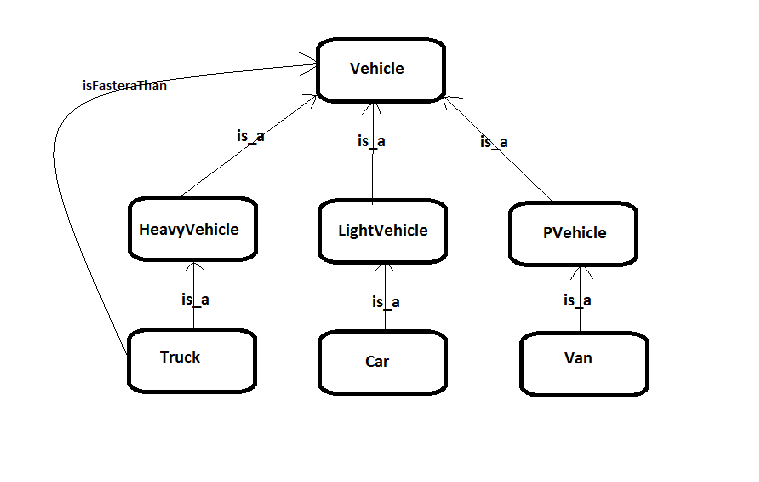 Vehicle
isFasteraThan
is_a
is_a
is_a
HeavyVehicle
LightVehicle
PVehicle
is_a
is_a
is_a
Truck
Car
Van